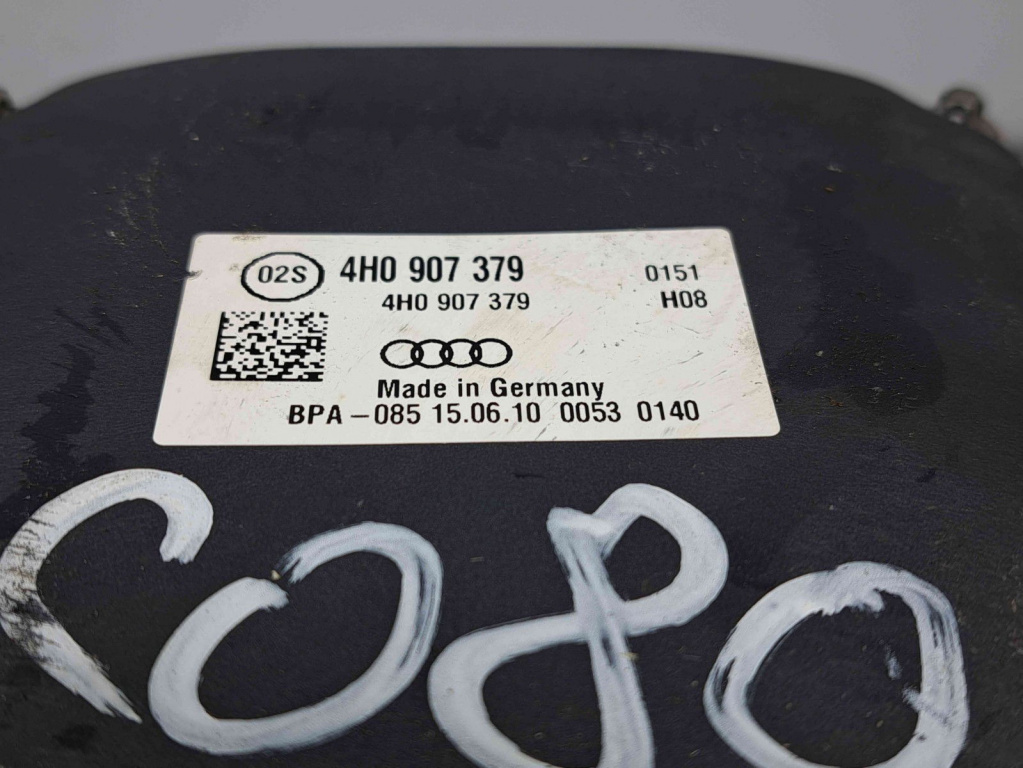 02S 4H0 907 379 0151
4H0 907 379 H08
Made in Germany
BPA-085 15.06.10 0053 0140
C080